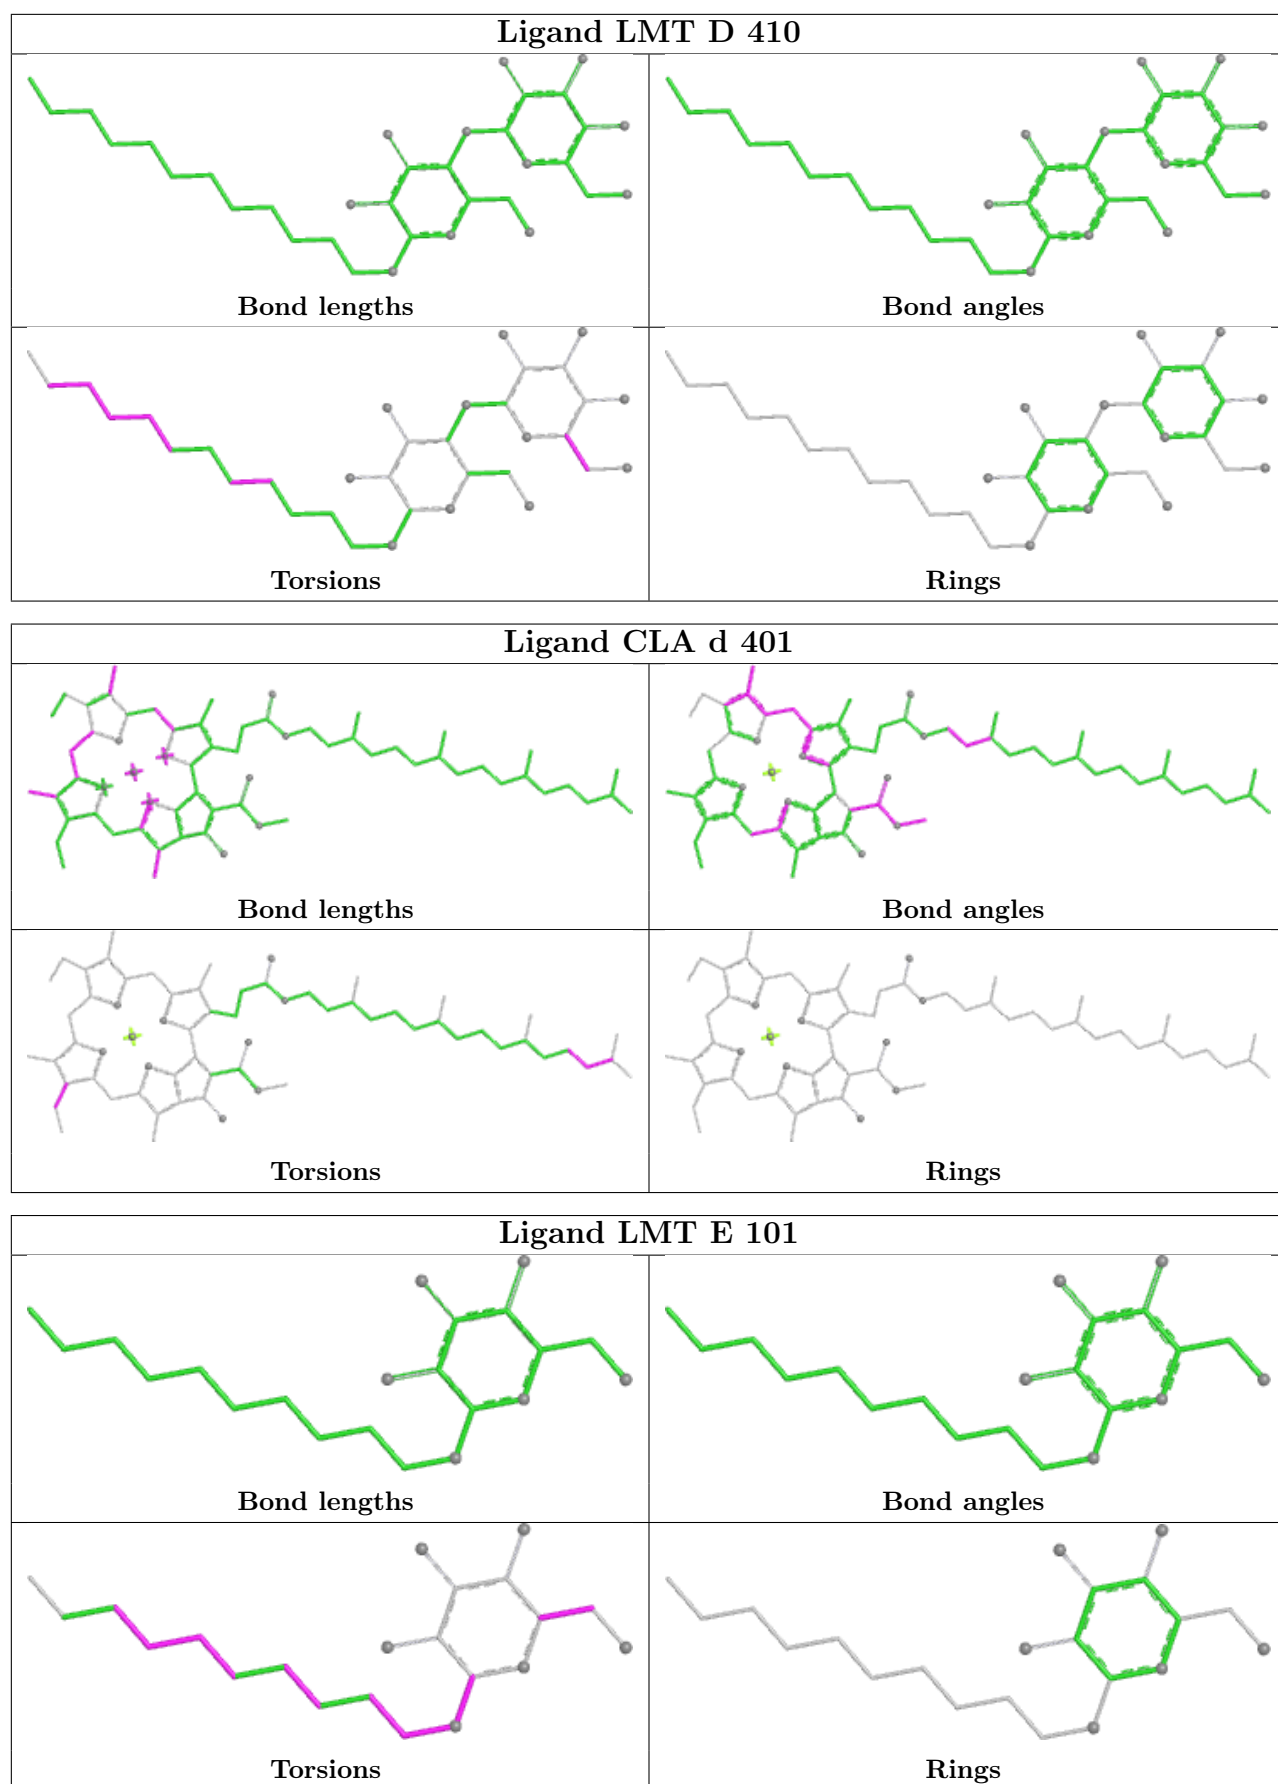 Ligand LMT D 410
Bond lengths
Bond angles
Torsions
Rings
Ligand CLA d 401
Bond lengths
Bond angles
Torsions
Rings
Ligand LMT E 101
Bond lengths
Bond angles
Torsions
Rings